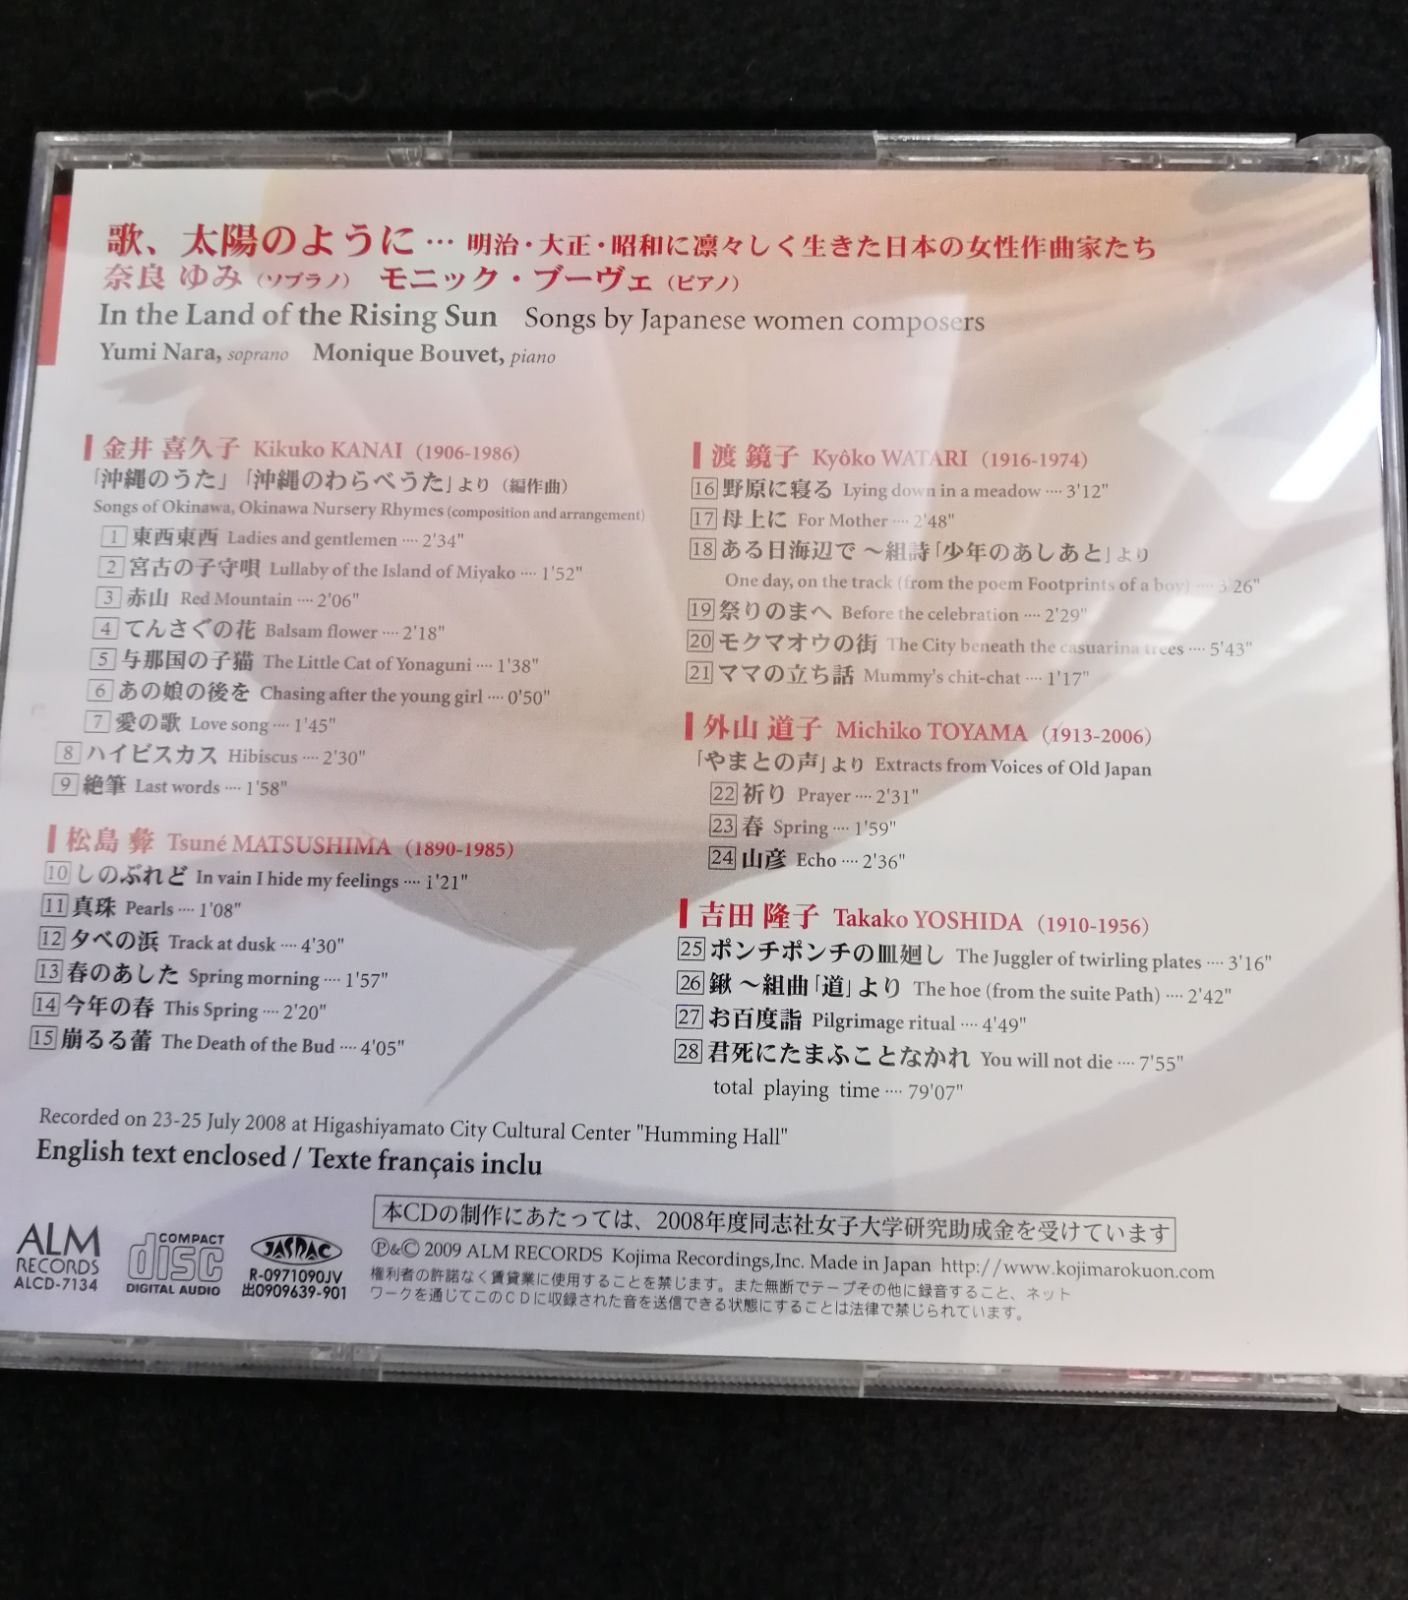 歌、太陽のように… 明治・大正・昭和に凛々しく生きた日本の女性作曲家たち
奈良 ゆみ（ソプラノ） モニック・ブーヴェ（ピアノ）
In the Land of the Rising Sun Songs by Japanese women composers
Yumi Nara, soprano Monique Bouvet, piano
金井 喜久子 Kikuko KANAI (1906-1986)
「沖縄のうた」「沖縄のわらべうた」より（編作曲）
Songs of Okinawa, Okinawa Nursery Rhymes (composition and arrangement)
1 東西東西 Ladies and gentlemen ···· 2'34"
2 宮古の子守唄 Lullaby of the Island of Miyako ···· 1'52"
3 赤山 Red Mountain ···· 2'06"
4 てんさぐの花 Balsam flower ···· 2'18"
5 与那国の子猫 The Little Cat of Yonaguni ···· 1'38"
6 あの娘の後を Chasing after the young girl ···· 0'50"
7 愛の歌 Love song ···· 1'45"
8 ハイビスカス Hibiscus ···· 2'30"
9 絶筆 Last words ···· 1'58"
松島 彜 Tsuné MATSUSHIMA (1890-1985)
10 しのぶれど In vain I hide my feelings ···· 1'21"
11 真珠 Pearls ···· 1'08"
12 夕べの浜 Track at dusk ···· 4'30"
13 春のあした Spring morning ···· 1'57"
14 今年の春 This Spring ···· 2'20"
15 崩るる蕾 The Death of the Bud ···· 4'05"
渡 鏡子 Kyôko WATARI (1916-1974)
16 野原に寝る Lying down in a meadow ···· 3'12"
17 母上に For Mother ···· 2'48"
18 ある日海辺で ～組詩「少年のあしあと」より
One day, on the track (from the poem Footprints of a boy) ···· 3'26"
19 祭りのまへ Before the celebration ···· 2'29"
20 モクマオウの街 The City beneath the casuarina trees ···· 5'43"
21 ママの立ち話 Mummy's chit-chat ···· 1'17"
外山 道子 Michiko TOYAMA (1913-2006)
「やまとの声」より Extracts from Voices of Old Japan
22 祈り Prayer ···· 2'31"
23 春 Spring ···· 1'59"
24 山彦 Echo ···· 2'36"
吉田 隆子 Takako YOSHIDA (1910-1956)
25 ポンチポンチの皿廻し The Juggler of twirling plates ···· 3'16"
26 鍬 ～組曲「道」より The hoe (from the suite Path) ···· 2'42"
27 お百度詣 Pilgrimage ritual ···· 4'49"
28 君死にたまふことなかれ You will not die ···· 7'55"
total playing time ···· 79'07"
Recorded on 23-25 July 2008 at Higashiyamato City Cultural Center "Humming Hall"
English text enclosed / Texte français inclu
本CDの制作にあたっては、2008年度同志社女子大学研究助成金を受けています
ALM
RECORDS
ALCD-7134
COMPACT
disc
DIGITAL AUDIO
JASRAC
R-0971090JV
出0909639-901
Ⓟ&Ⓒ 2009 ALM RECORDS Kojima Recordings,Inc. Made in Japan http://www.kojimarokuon.com
権利者の許諾なく賃貸業に使用することを禁じます。また無断でテープその他に録音すること、ネット
ワークを通じてこのCDに収録された音を送信できる状態にすることは法律で禁じられています。